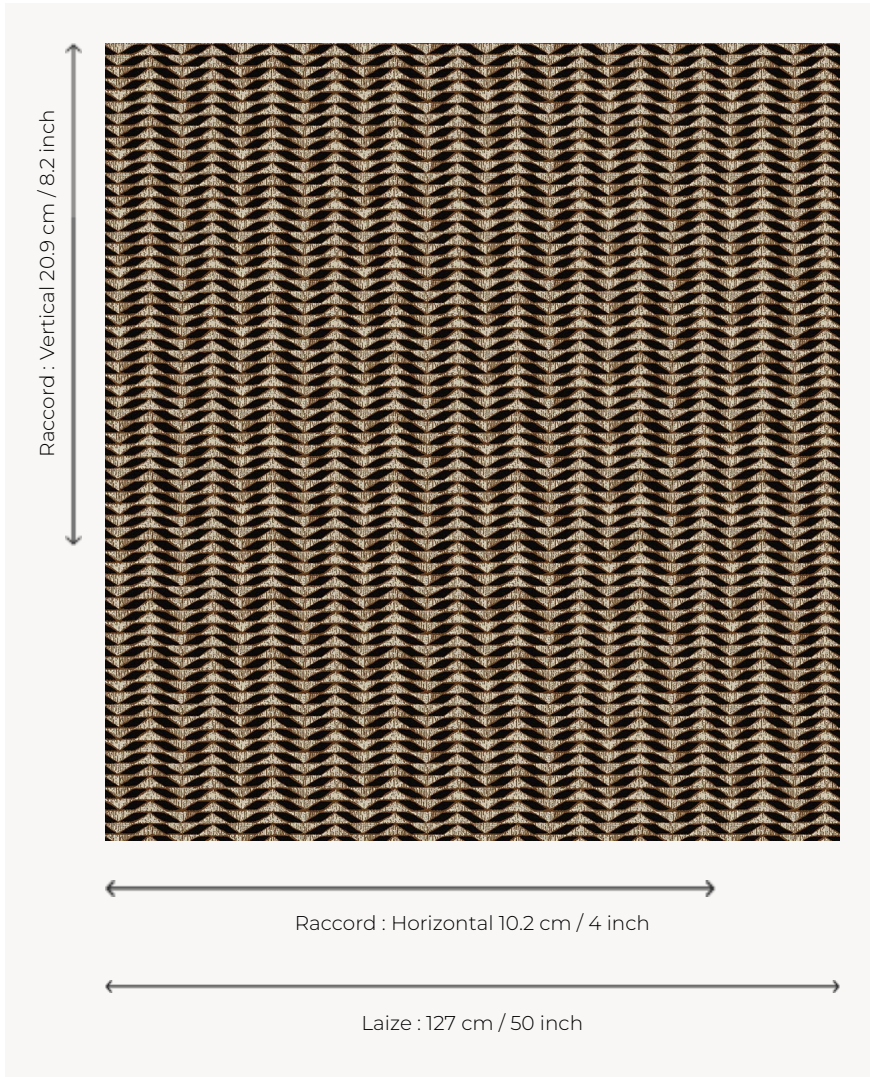 Raccord : Vertical 20.9 cm / 8.2 inch
Raccord : Horizontal 10.2 cm / 4 inch
Laize : 127 cm / 50 inch